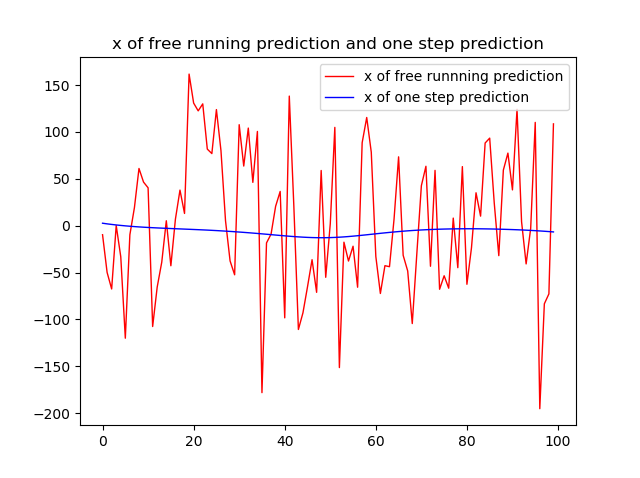 x of free running prediction and one step prediction
x of free runnning prediction
x of one step prediction
150
100
50
0
−50
−100
−150
−200
0 20 40 60 80 100